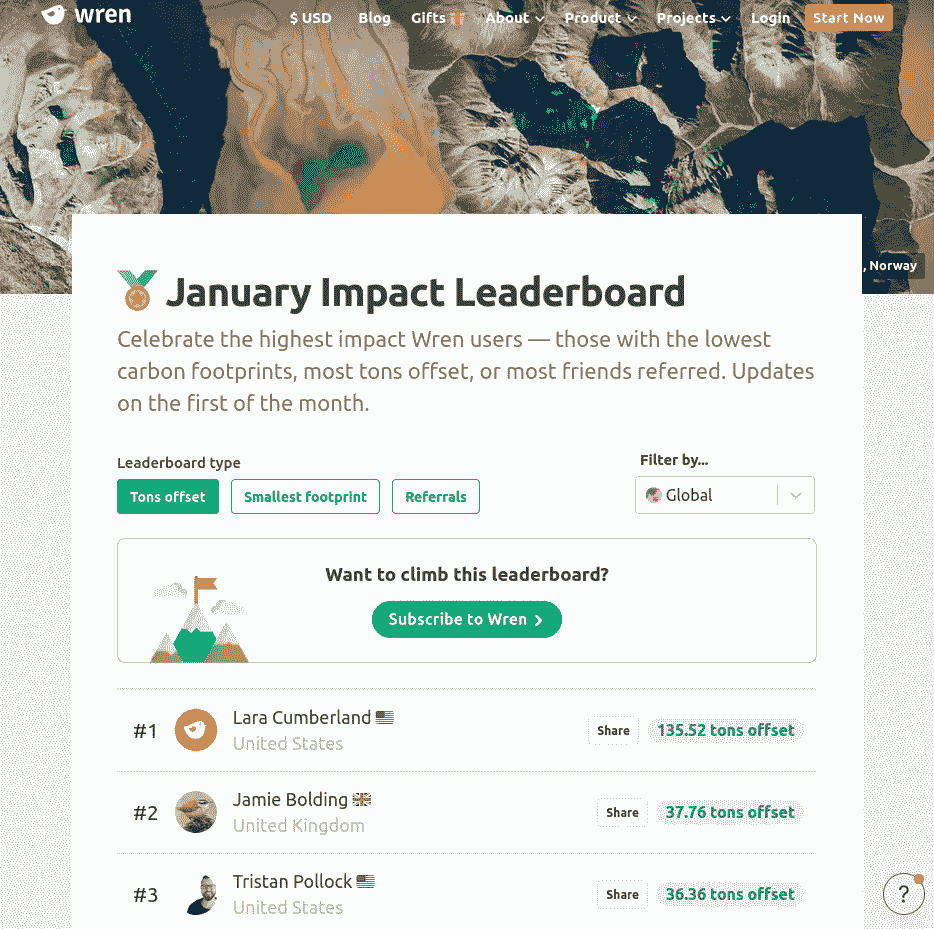 wren
$ USD Blog Gifts About Product Projects Login Start Now
, Norway
January Impact Leaderboard
Celebrate the highest impact Wren users — those with the lowest
carbon footprints, most tons offset, or most friends referred. Updates
on the first of the month.
Leaderboard type
Filter by...
Tons offset Smallest footprint Referrals
Global
Want to climb this leaderboard?
Subscribe to Wren
#1 Lara Cumberland
United States
Share 135.52 tons offset
#2 Jamie Bolding
United Kingdom
Share 37.76 tons offset
#3 Tristan Pollock
United States
Share 36.36 tons offset
?